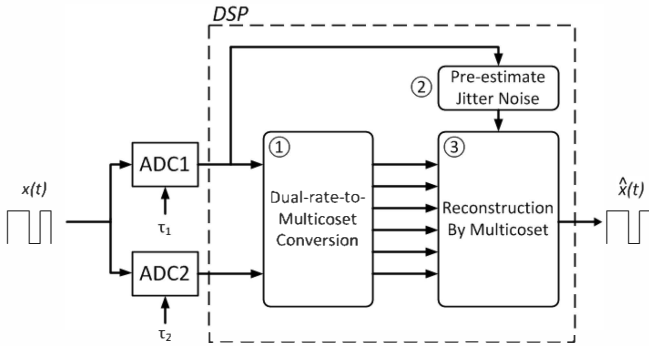 DSP
②
Pre-estimate
Jitter Noise
x(t)
ADC1
τ1
ADC2
τ2
①
Dual-rate-to-
Multicoset
Conversion
③
Reconstruction
By Multicoset
x̂(t)